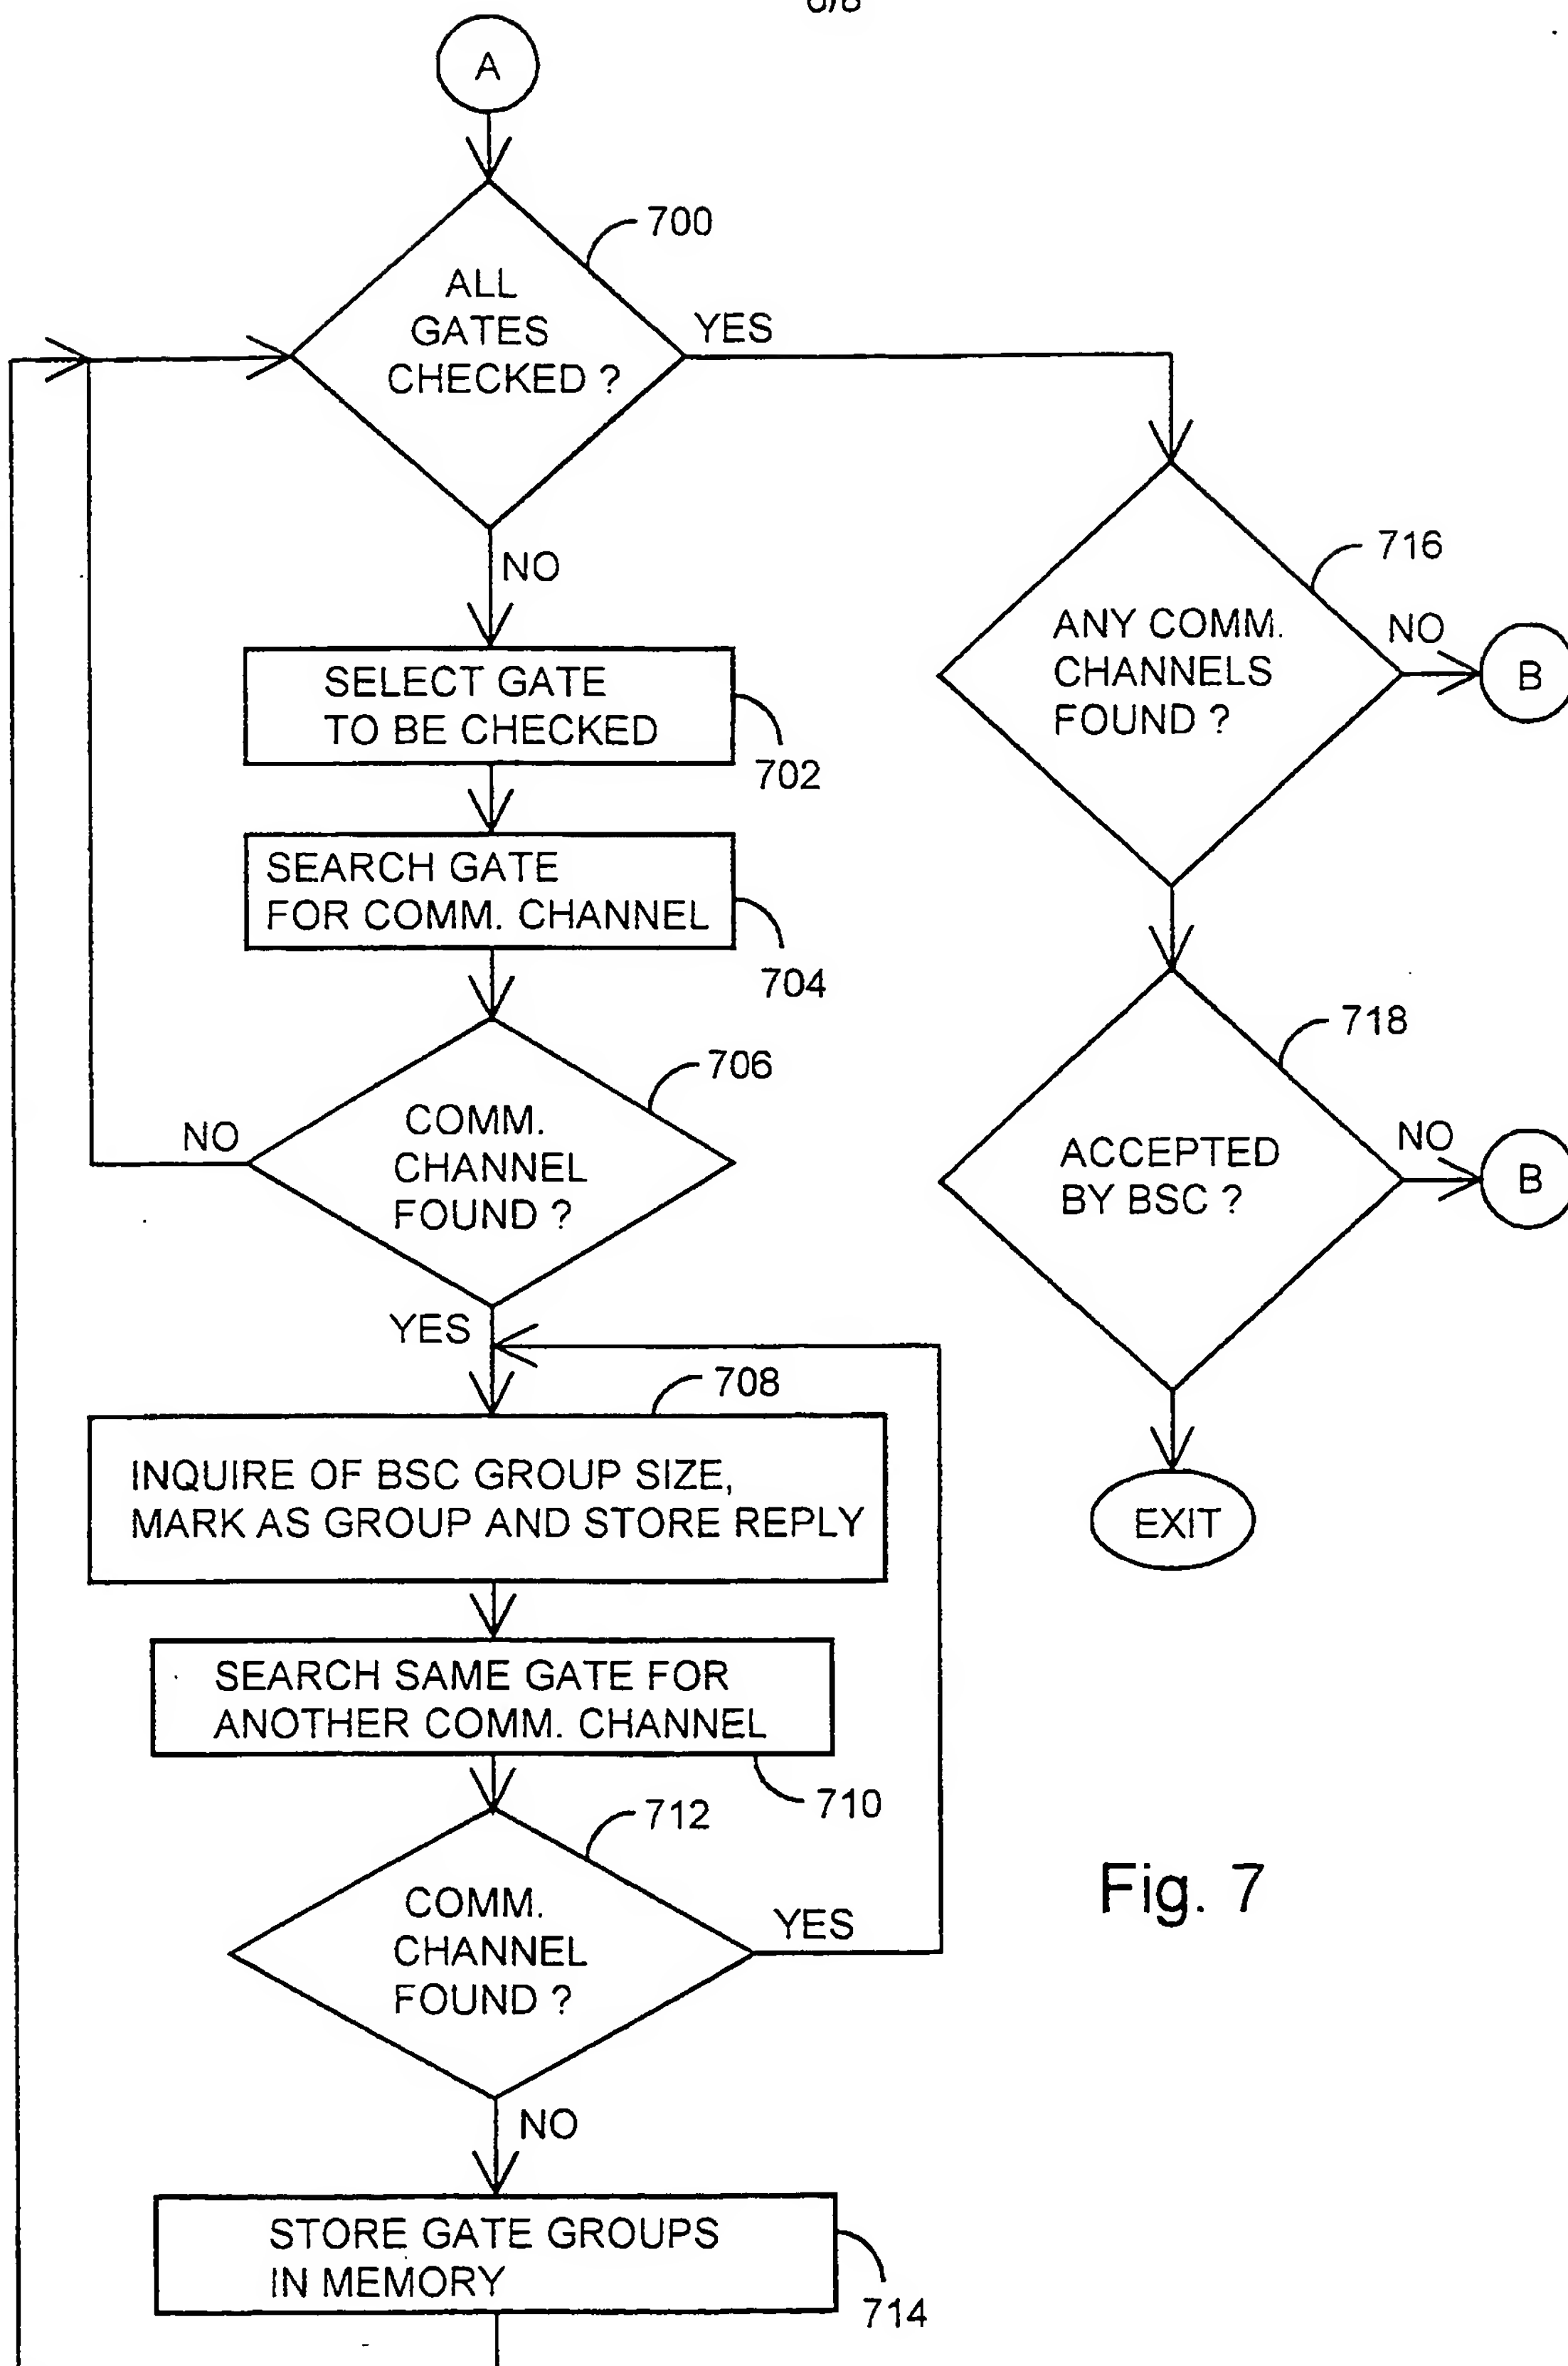 A
700
ALL
GATES
CHECKED ?
YES
NO
716
ANY COMM.
CHANNELS
FOUND ?
NO
B
SELECT GATE
TO BE CHECKED
702
SEARCH GATE
FOR COMM. CHANNEL
704
718
ACCEPTED
BY BSC ?
NO
B
706
COMM.
CHANNEL
FOUND ?
NO
YES
708
INQUIRE OF BSC GROUP SIZE,
MARK AS GROUP AND STORE REPLY
EXIT
SEARCH SAME GATE FOR
ANOTHER COMM. CHANNEL
710
712
COMM.
CHANNEL
FOUND ?
YES
NO
Fig. 7
STORE GATE GROUPS
IN MEMORY
714